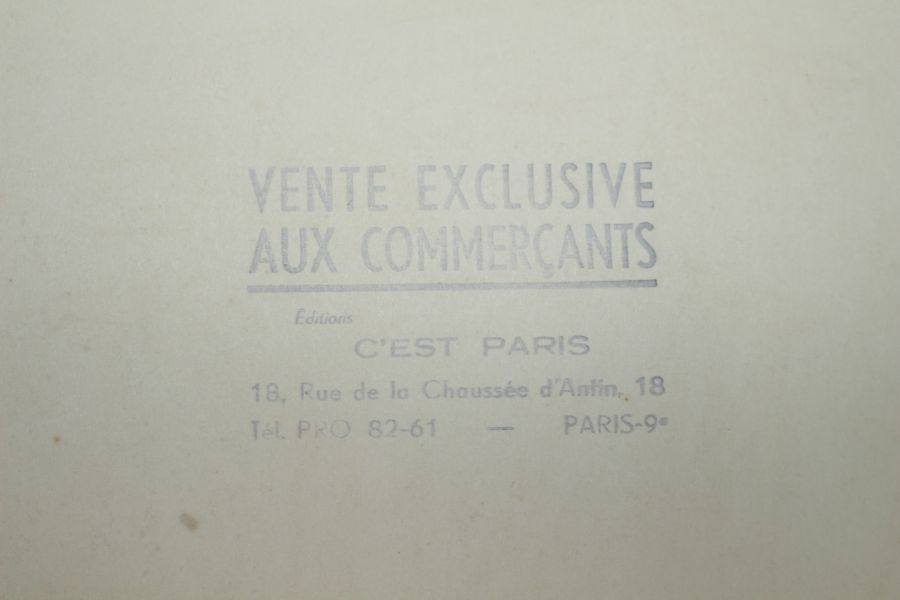 VENTE EXCLUSIVE
AUX COMMERÇANTS
Éditions
C'EST PARIS
18, Rue de la Chaussée d'Antin, 18
Tél. PRO 82-61 — PARIS-9e